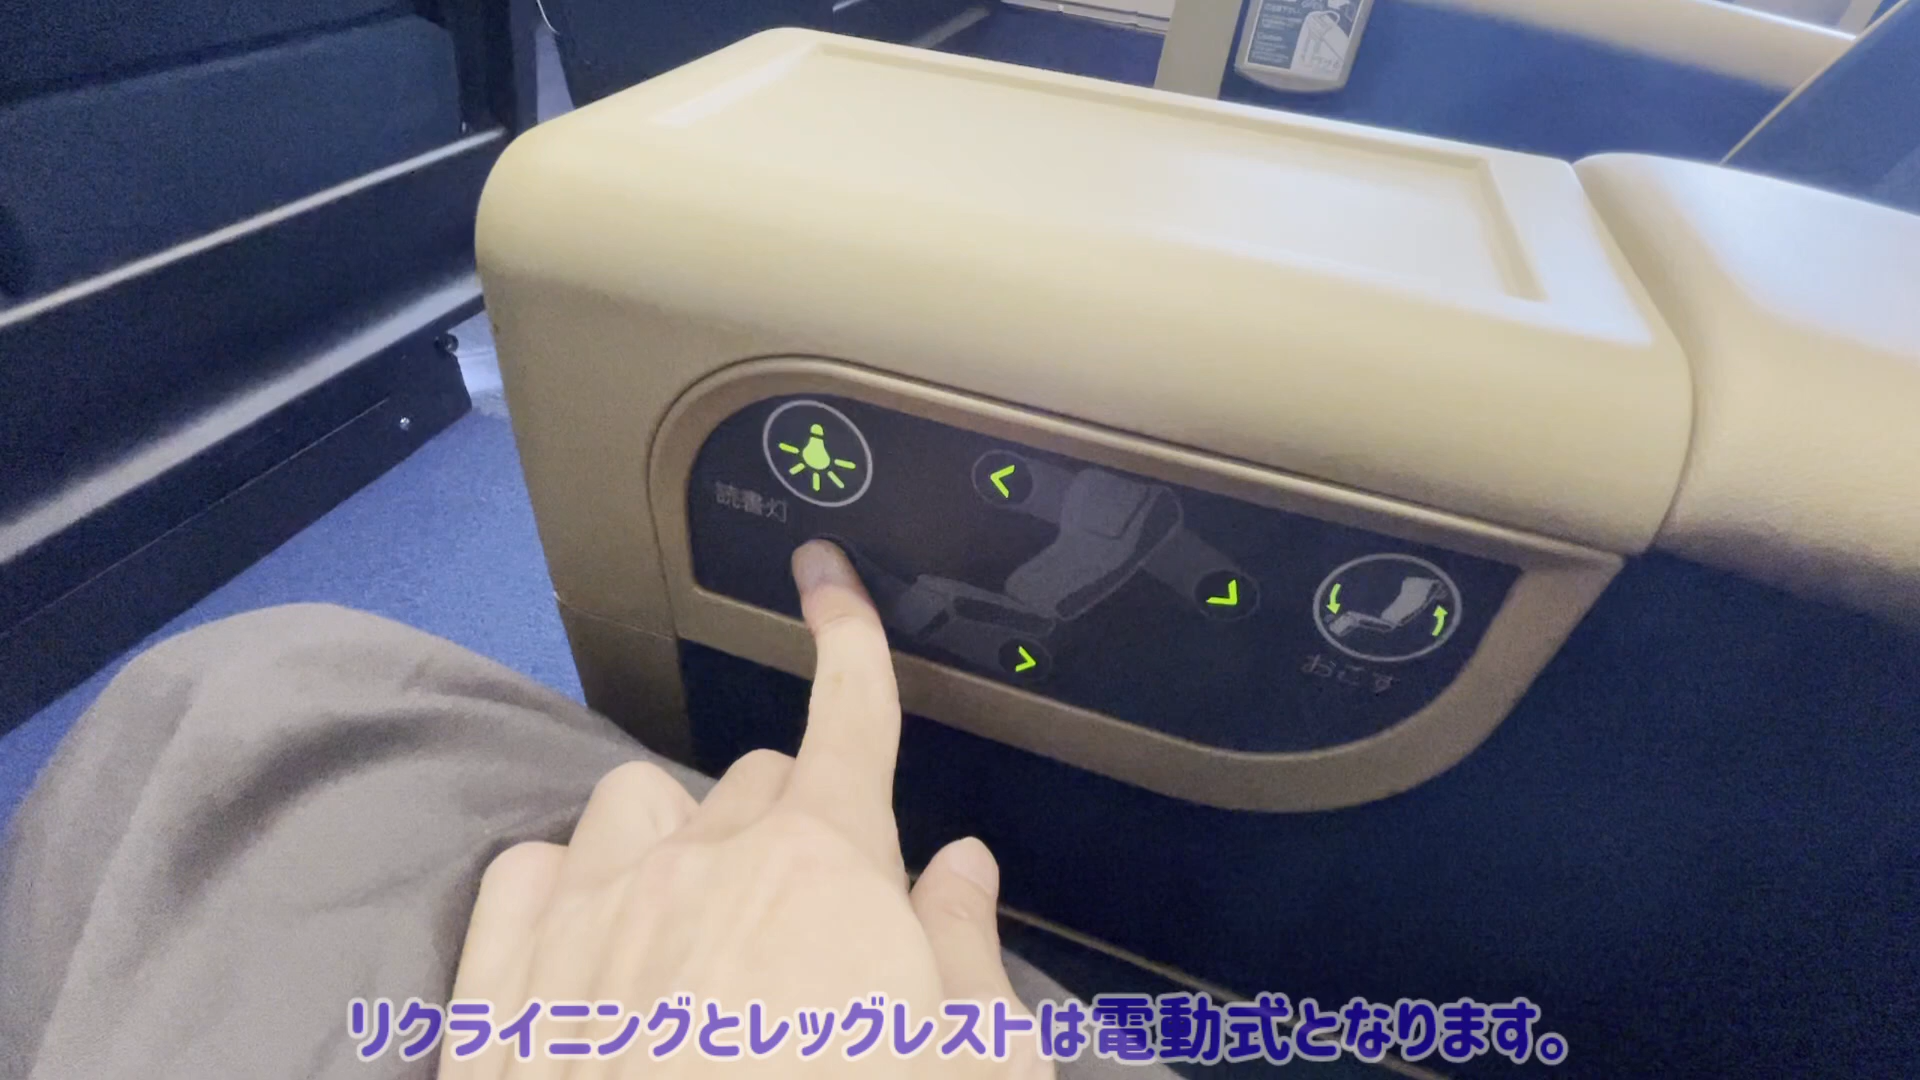 読書灯
おこす
リクライニングとレッグレストは電動式となります。